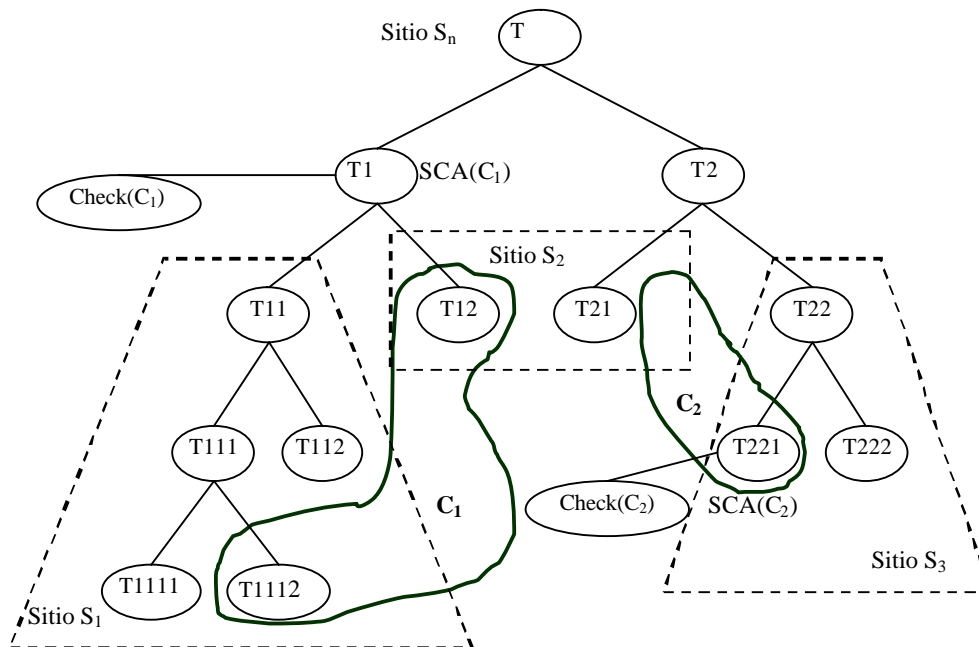 Sitio Sₙ
T
T1
SCA(C₁)
T2
Check(C₁)
Sitio S₂
T11
T12
T21
T22
C₂
T111
T112
T221
T222
C₁
Check(C₂)
SCA(C₂)
Sitio S₃
T1111
T1112
Sitio S₁